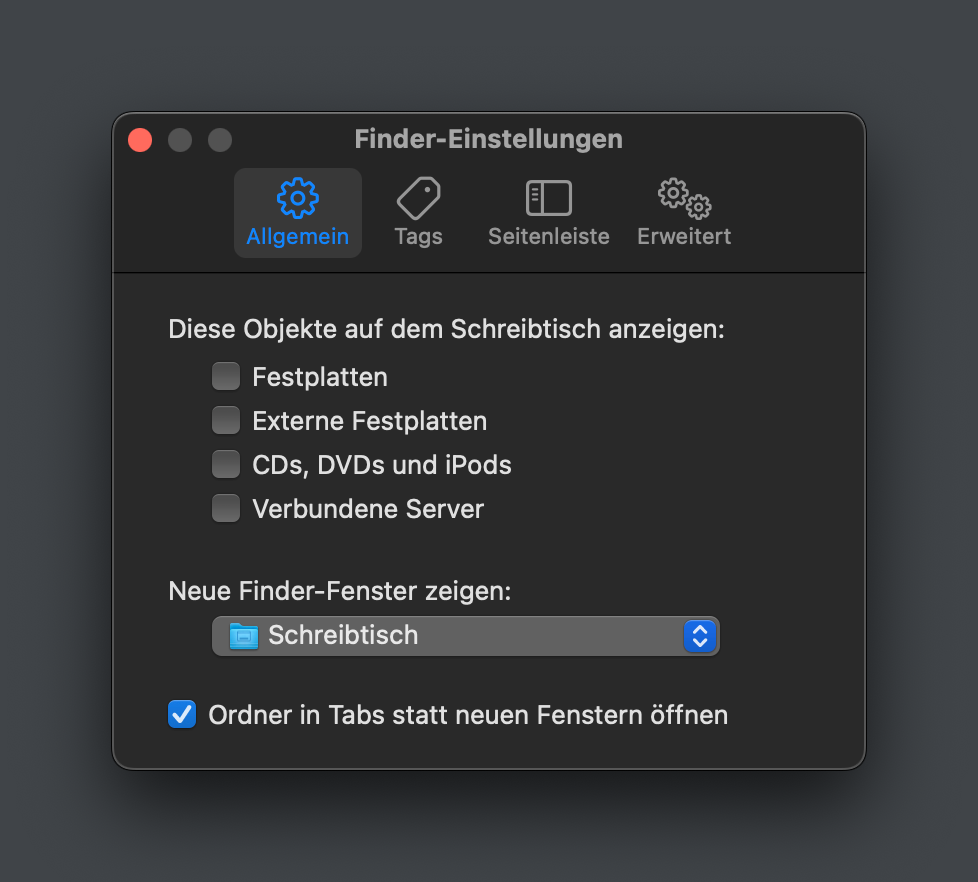 Finder-Einstellungen
Allgemein
Tags
Seitenleiste
Erweitert
Diese Objekte auf dem Schreibtisch anzeigen:
Festplatten
Externe Festplatten
CDs, DVDs und iPods
Verbundene Server
Neue Finder-Fenster zeigen:
Schreibtisch
Ordner in Tabs statt neuen Fenstern öffnen